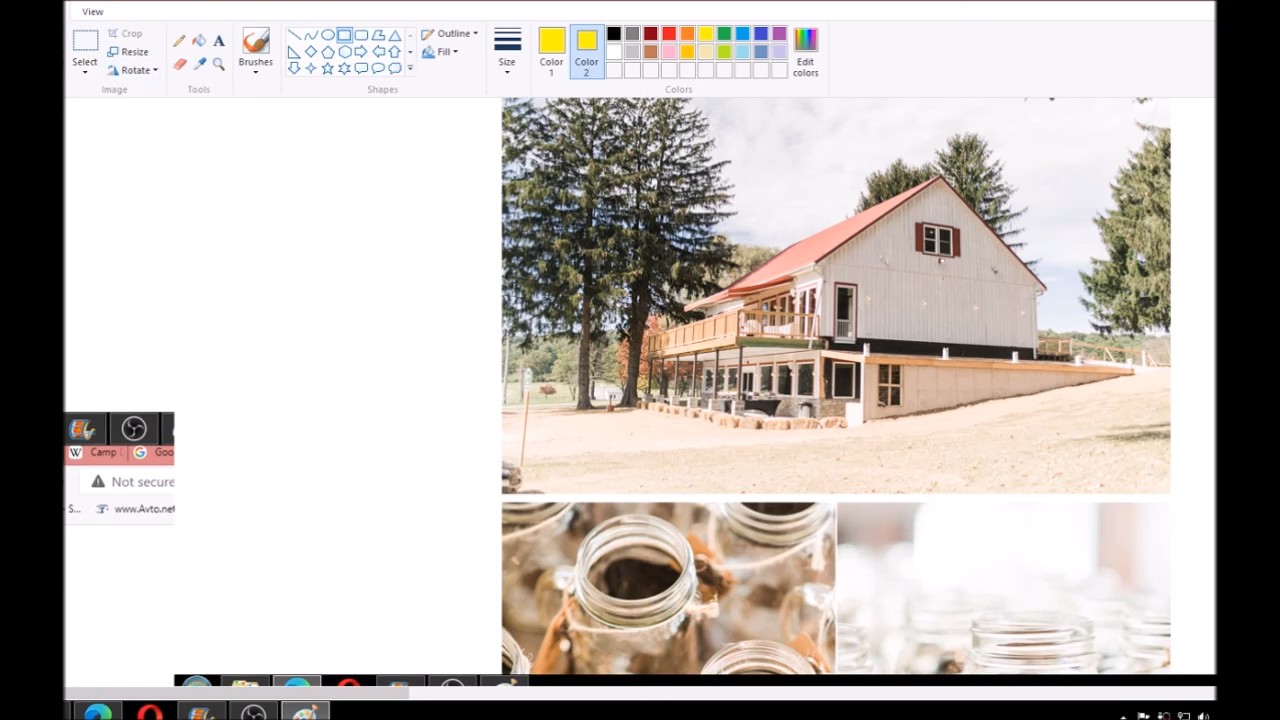 View
Crop
Resize
Rotate
Select
Image
Tools
Brushes
Shapes
Outline
Fill
Size
Color 1
Color 2
Edit colors
Colors
W Camp
Goo
Not secure
S... www.Avto.net